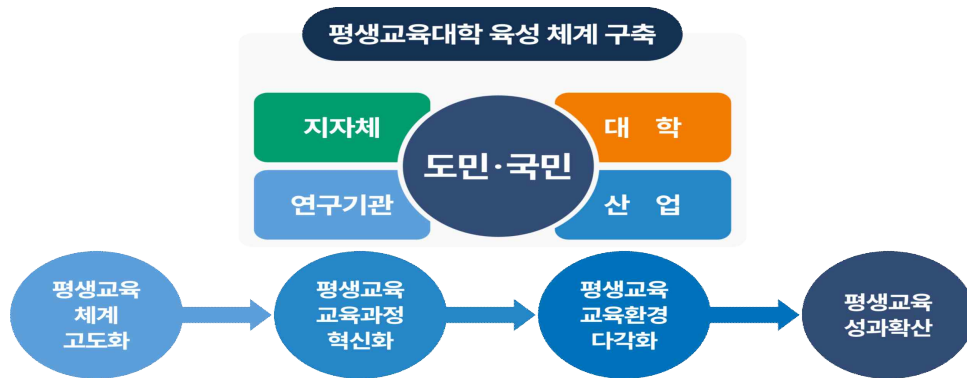 평생교육대학 육성 체계 구축
지자체
대 학
도민·국민
연구기관
산 업
평생교육
체계
고도화
평생교육
교육과정
혁신화
평생교육
교육환경
다각화
평생교육
성과확산